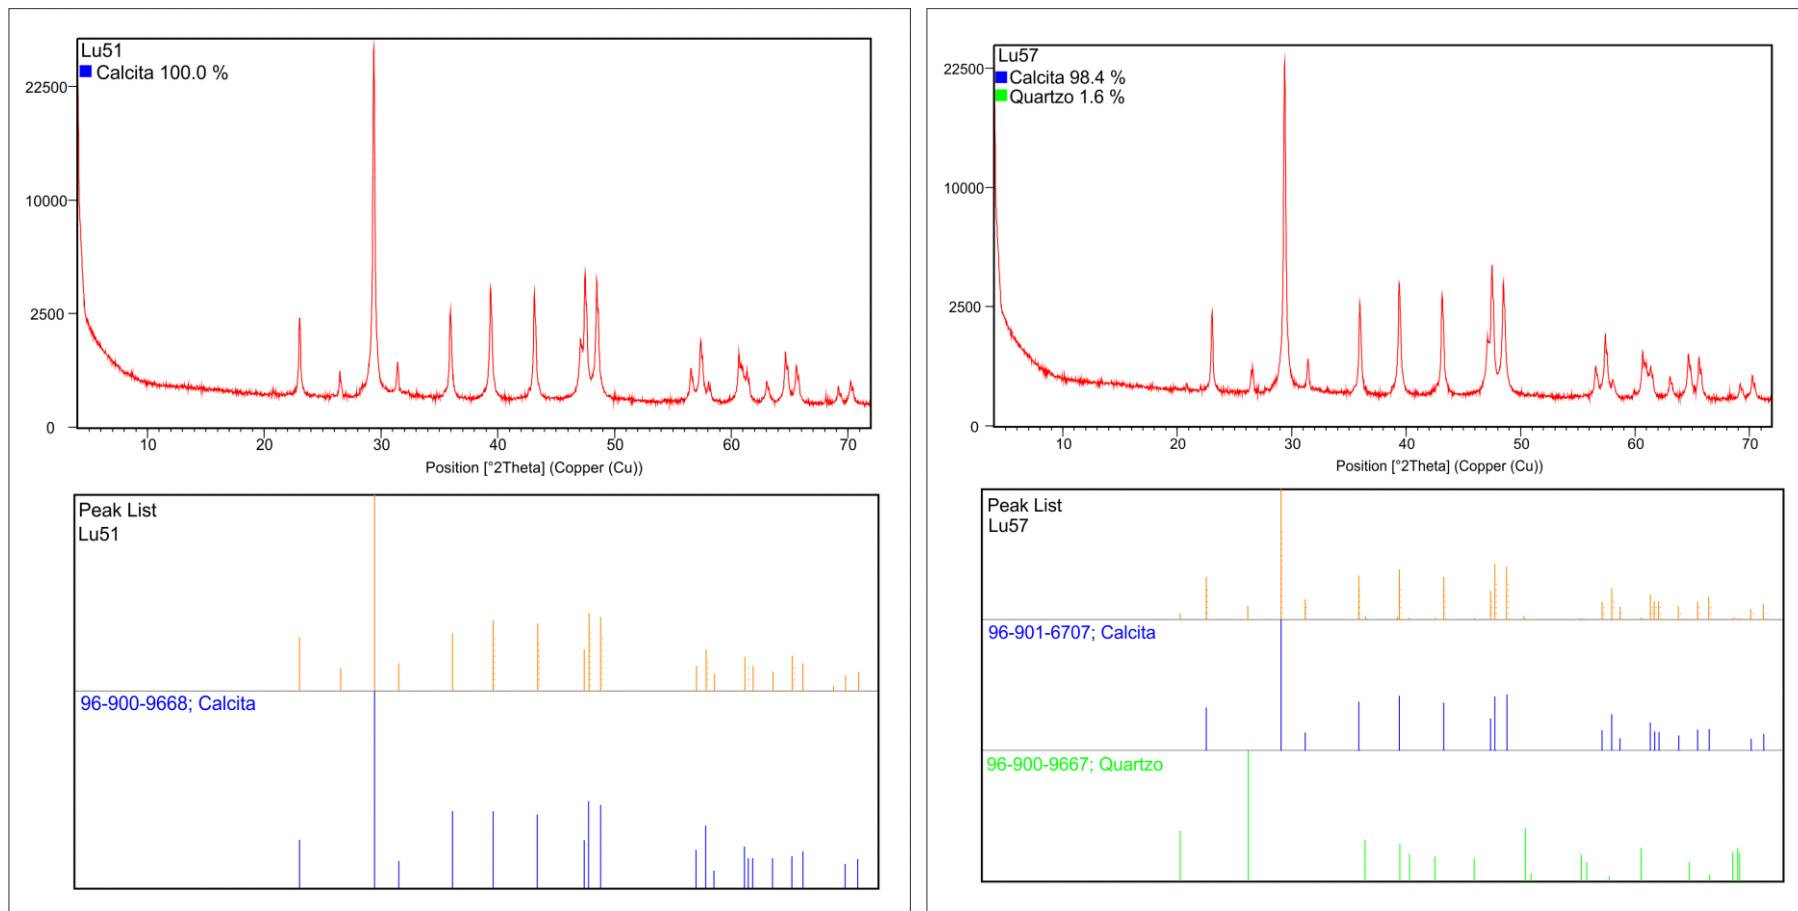 Lu51
Calcita 100.0 %
22500
10000
2500
0
10 20 30 40 50 60 70
Position [°2Theta] (Copper (Cu))
Peak List
Lu51
96-900-9668; Calcita
Lu57
Calcita 98.4 %
Quartzo 1.6 %
22500
10000
2500
0
10 20 30 40 50 60 70
Position [°2Theta] (Copper (Cu))
Peak List
Lu57
96-901-6707; Calcita
96-900-9667; Quartzo